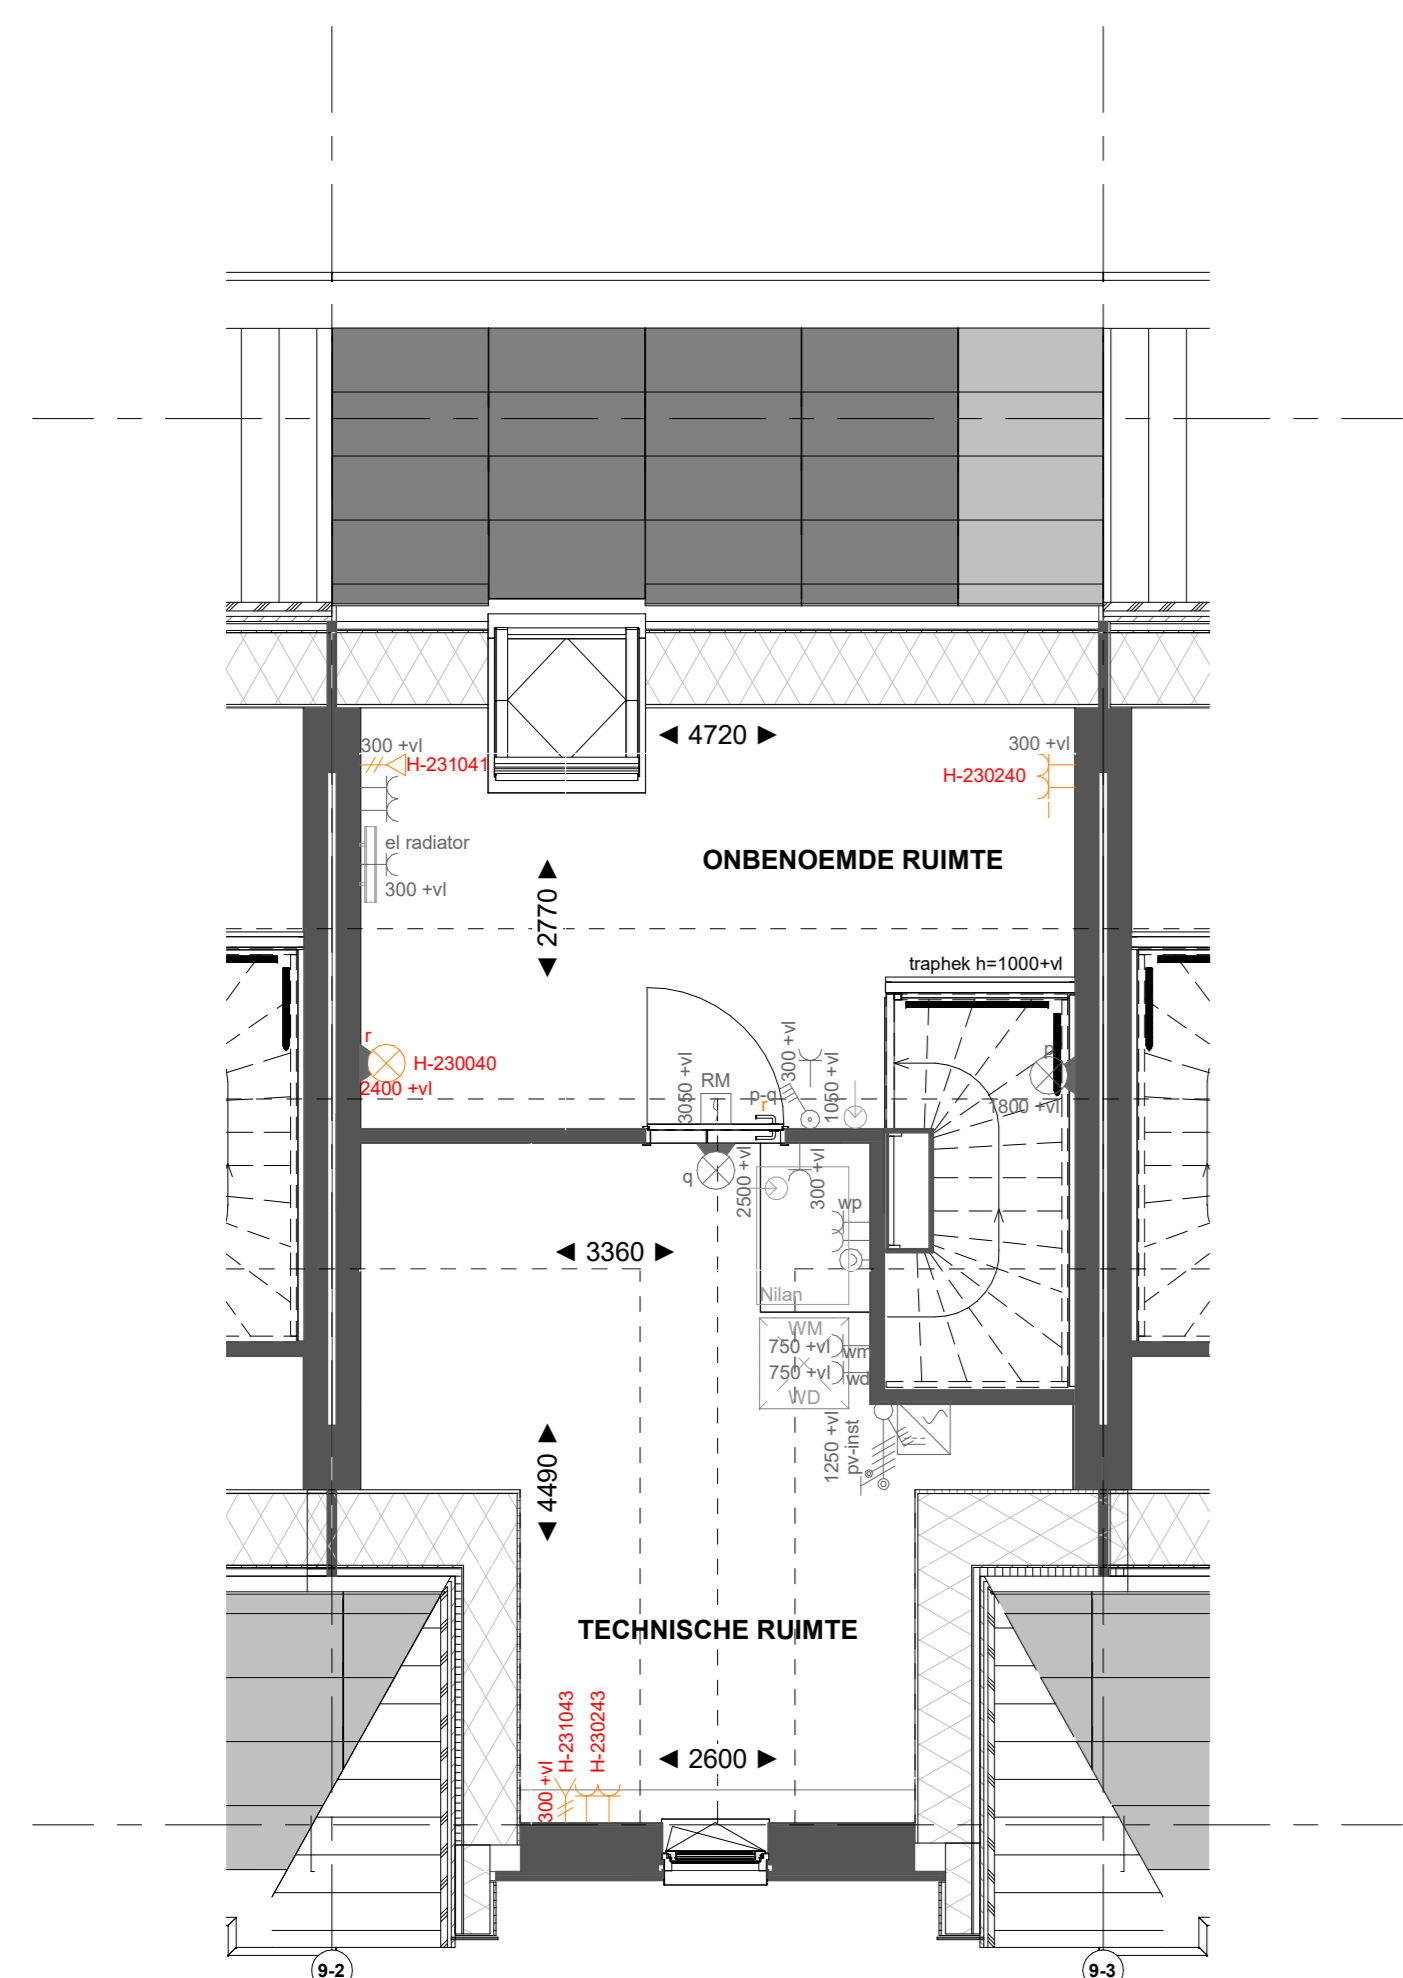 4720
300 +vl
H-231041
300 +vl
H-230240
el radiator
300 +vl
ONBENOEMDE RUIMTE
2770
traphek h=1000+vl
r
H-230040
2400 +vl
3050 +vl
RM
p-q
r
300 +vl
1050 +vl
p
1800 +vl
q
2500 +vl
300 +vl
wp
3360
Nilan
WM
750 +vl
wm
750 +vl
wd
WD
1250 +vl
pv-inst
4490
TECHNISCHE RUIMTE
300 +vl
H-231043
H-230243
2600
9-2
9-3